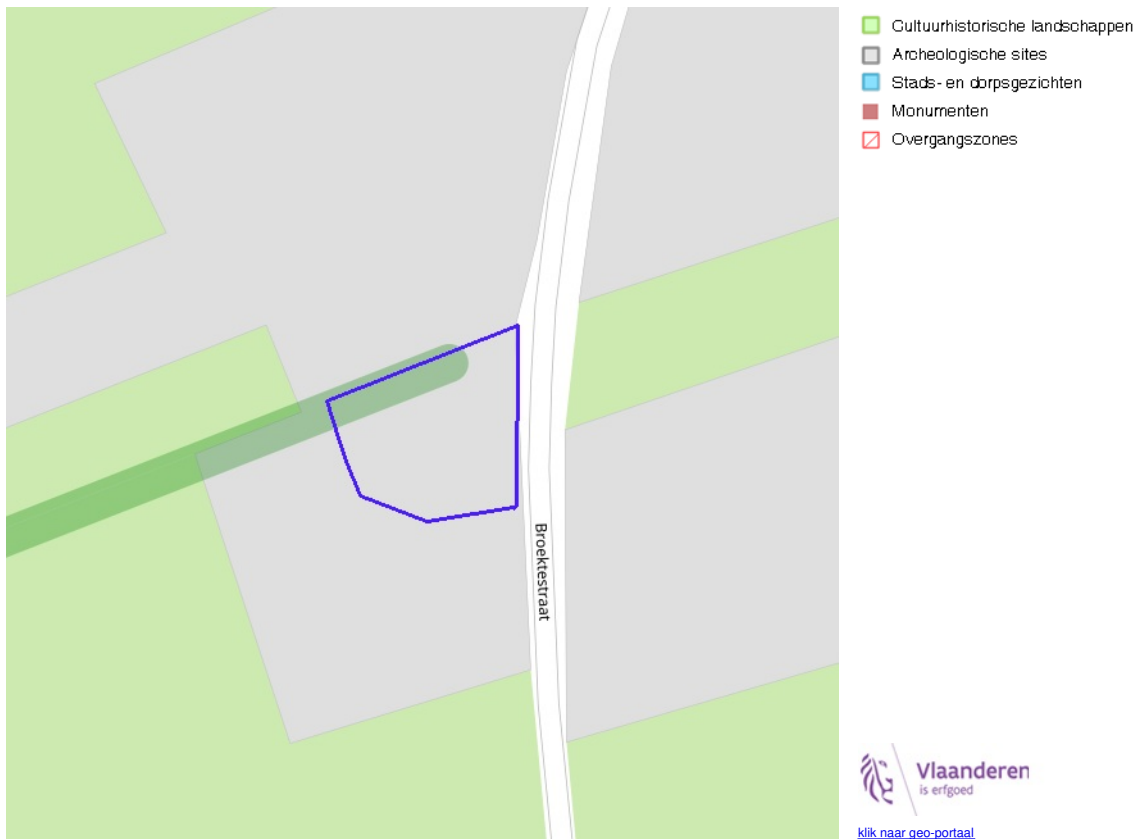 Cultuurhistorische landschappen
Archeologische sites
Stads- en dorpsgezichten
Monumenten
Overgangszones
Broektestraat
Vlaanderen
is erfgoed
klik naar geo-portaal